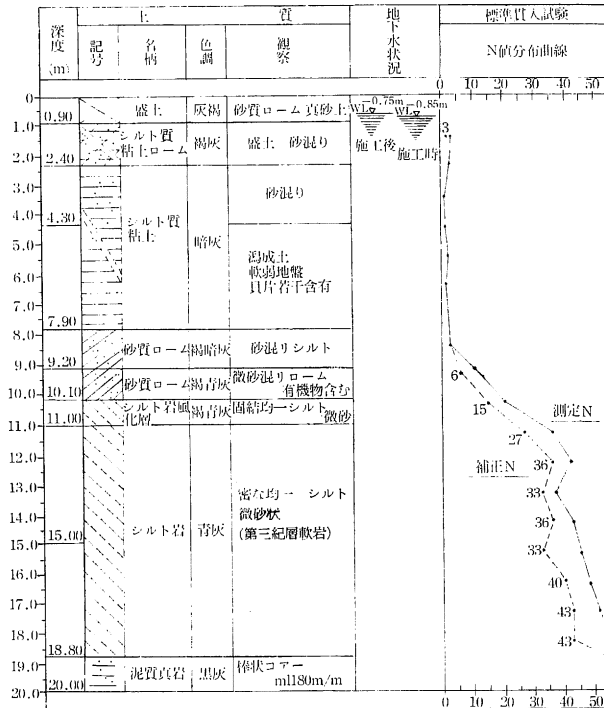 土質
地下水状況
標準貫入試験
深度(m)
記号
名柄
色調
観察
N値分布曲線
0 10 20 30 40 50
0
0.90
1.0
2.0
2.40
3.0
4.0
4.30
5.0
6.0
7.0
7.90
8.0
9.0
9.20
10.0
10.10
11.0
11.00
12.0
13.0
14.0
15.0
15.00
16.0
17.0
18.0
18.80
19.0
20.0
20.00
盛土 灰褐 砂質ローム真砂土
シルト質
粘土ローム 褐灰 盛土 砂混り
シルト質
粘土
暗灰
砂混り
潟成土
軟弱地盤
貝片若干含有
砂質ローム 褐暗灰 砂混りシルト
砂質ローム 褐青灰 微砂混りローム
有機物含む
シルト岩風
化層 褐青灰 固結均一シルト
微砂
シルト岩 青灰
密な均一シルト
微砂状
(第三紀層軟岩)
泥質頁岩 黒灰 棒状コアー
ml180m/m
WL -0.75m
施工後
WL -0.85m
施工時
3
6
15
27
36
33
36
33
40
43
43
測定N
補正N
0 10 20 30 40 50